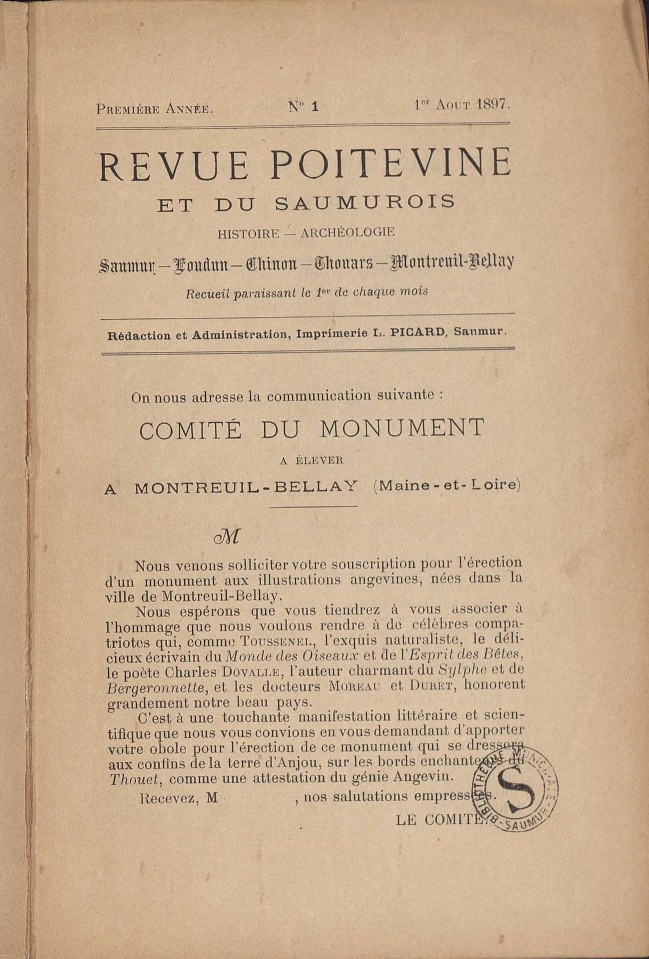 PREMIÈRE ANNÉE. N° 1 1er AOUT 1897.
REVUE POITEVINE
ET DU SAUMUROIS
HISTOIRE — ARCHÉOLOGIE
Saumur — Loudun — Chinon — Thouars — Montreuil-Bellay
Recueil paraissant le 1er de chaque mois
Rédaction et Administration, Imprimerie L. PICARD, Saumur.
On nous adresse la communication suivante :
COMITÉ DU MONUMENT
A ÉLEVER
A MONTREUIL-BELLAY (Maine-et-Loire)
M
Nous venons solliciter votre souscription pour l'érection
d'un monument aux illustrations angevines, nées dans la
ville de Montreuil-Bellay.
Nous espérons que vous tiendrez à vous associer à
l'hommage que nous voulons rendre à de célèbres compa-
triotes qui, comme TOUSSENEL, l'exquis naturaliste, le déli-
cieux écrivain du Monde des Oiseaux et de l'Esprit des Bêtes,
le poète Charles DOVALLE, l'auteur charmant du Sylphe et de
Bergeronnette, et les docteurs MOREAU et DURET, honorent
grandement notre beau pays.
C'est à une touchante manifestation littéraire et scien-
tifique que nous vous convions en vous demandant d'apporter
votre obole pour l'érection de ce monument qui se dressera
aux confins de la terre d'Anjou, sur les bords enchanteurs du
Thouet, comme une attestation du génie Angevin.
Recevez, M , nos salutations empressées.
LE COMITÉ.
BIBLIOTHÈQUE MUNICIPALE
S
-SAUMUR-